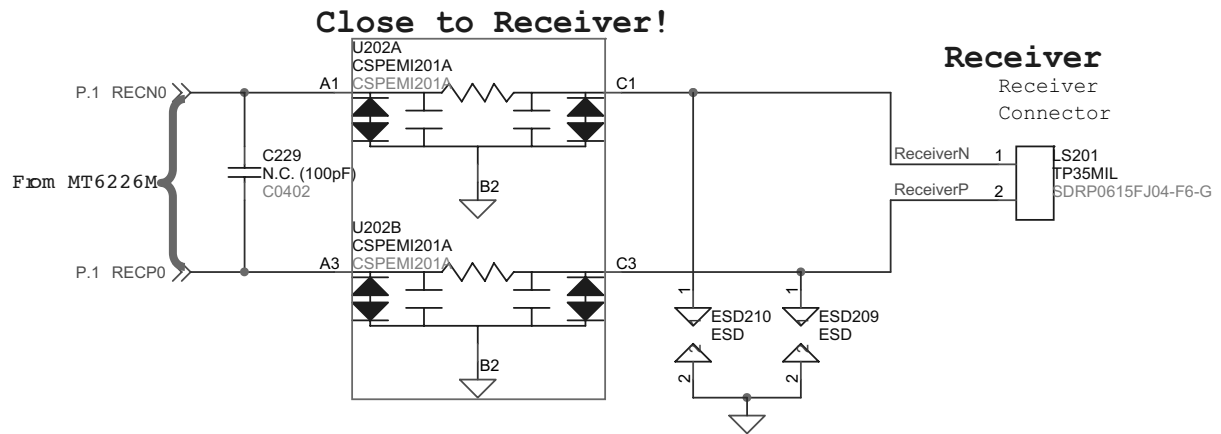 Close to Receiver!
U202A
CSPEMI201A
CSPEMI201A
Receiver
Receiver
Connector
P.1 RECN0
A1
C1
C229
N.C. (100pF)
C0402
From MT6226M
B2
ReceiverN
1
LS201
TP35MIL
ReceiverP
2
SDRP0615FJ04-F6-G
U202B
CSPEMI201A
CSPEMI201A
P.1 RECP0
A3
C3
1
1
ESD210
ESD
ESD209
ESD
B2
2
2
2
2